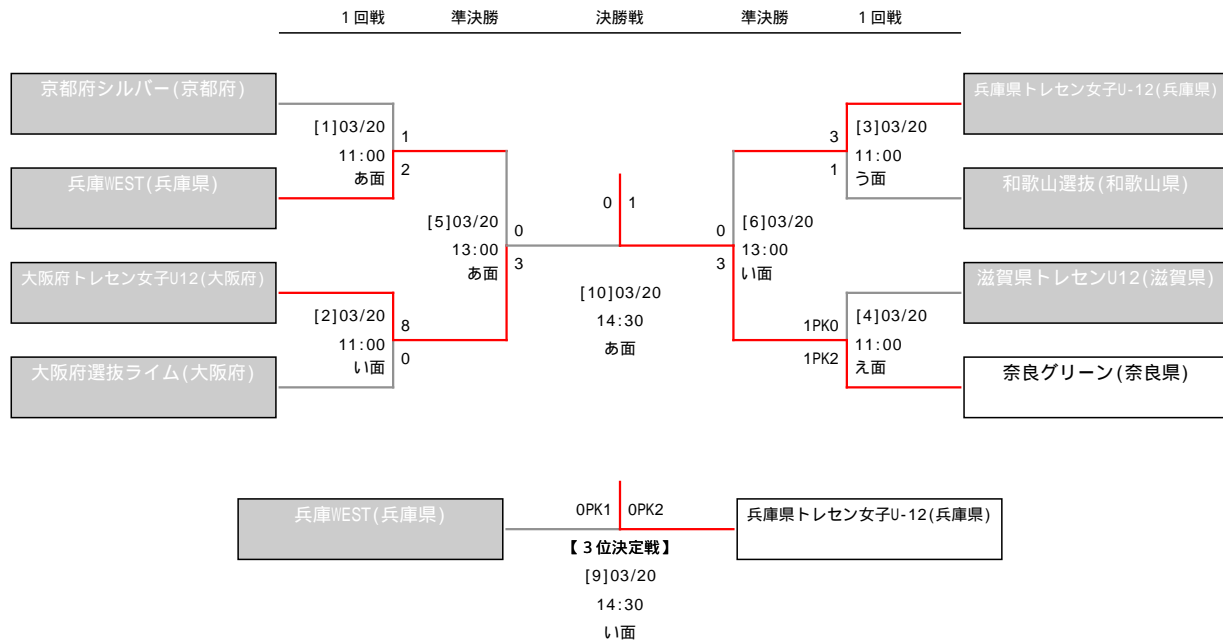 1回戦 準決勝 決勝戦 準決勝 1回戦
京都府シルバー(京都府)
兵庫WEST(兵庫県)
大阪府トレセン女子U12(大阪府)
大阪府選抜ライム(大阪府)
[1]03/20
11:00
あ面
1
2
[2]03/20
11:00
い面
8
0
[5]03/20
13:00
あ面
0
3
0 1
[10]03/20
14:30
あ面
0
3
[6]03/20
13:00
い面
3
1
[3]03/20
11:00
う面
1PK0
1PK2
[4]03/20
11:00
え面
兵庫県トレセン女子U-12(兵庫県)
和歌山選抜(和歌山県)
滋賀県トレセンU12(滋賀県)
奈良グリーン(奈良県)
兵庫WEST(兵庫県)
0PK1 0PK2
兵庫県トレセン女子U-12(兵庫県)
【3位決定戦】
[9]03/20
14:30
い面